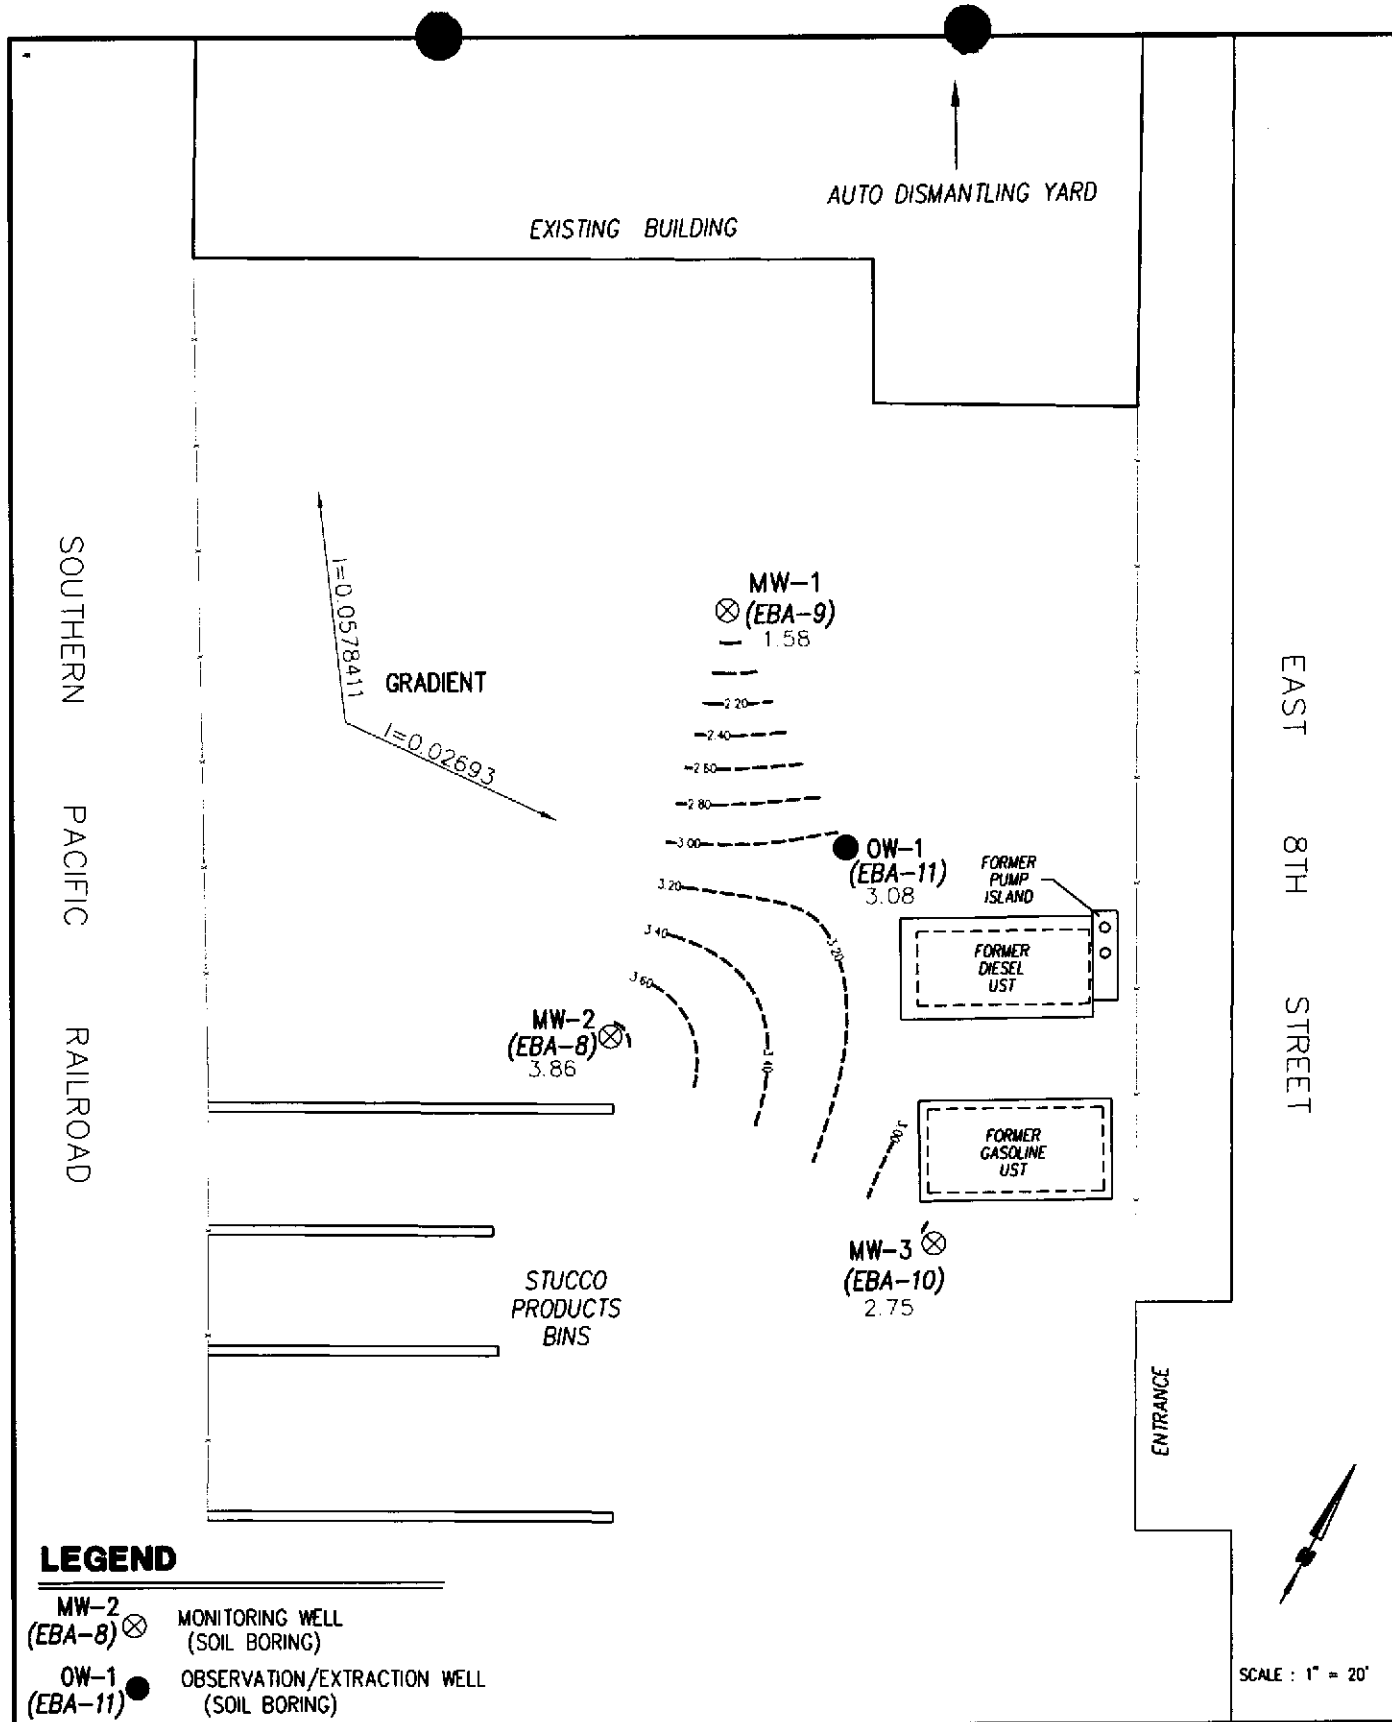 AUTO DISMANTLING YARD
EXISTING BUILDING
SOUTHERN PACIFIC RAILROAD
EAST 8TH STREET
I=0.0578411
GRADIENT
I=0.02693
MW-1
(EBA-9)
1.58
2.20
2.40
2.60
2.80
3.00
3.20
3.40
3.60
3.20
3.40
3.00
OW-1
(EBA-11)
3.08
FORMER
PUMP
ISLAND
FORMER
DIESEL
UST
MW-2
(EBA-8)
3.86
FORMER
GASOLINE
UST
MW-3
(EBA-10)
2.75
STUCCO
PRODUCTS
BINS
ENTRANCE
LEGEND
MW-2
(EBA-8)
MONITORING WELL
(SOIL BORING)
OW-1
(EBA-11)
OBSERVATION/EXTRACTION WELL
(SOIL BORING)
SCALE : 1" = 20'